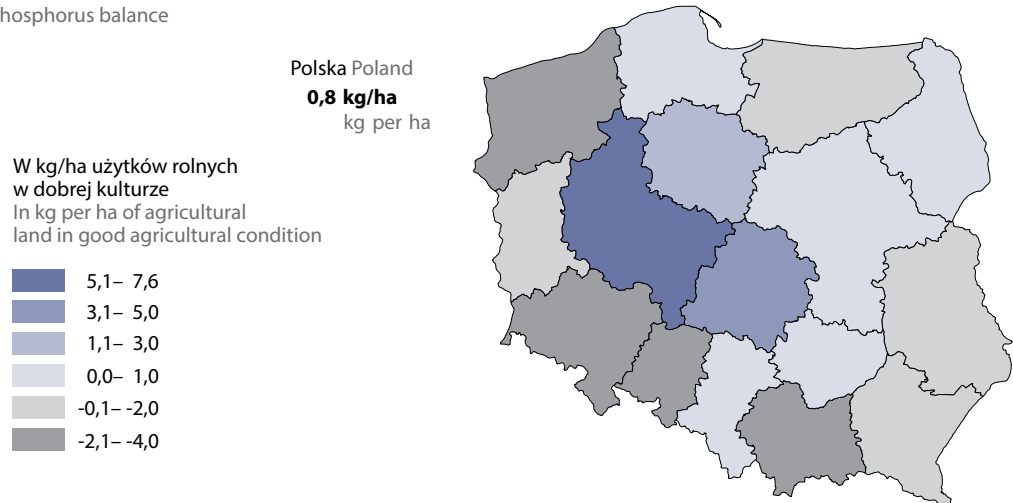 hosphorus balance
Polska Poland
0,8 kg/ha
kg per ha
W kg/ha użytków rolnych
w dobrej kulturze
In kg per ha of agricultural
land in good agricultural condition
5,1– 7,6
3,1– 5,0
1,1– 3,0
0,0– 1,0
-0,1– -2,0
-2,1– -4,0